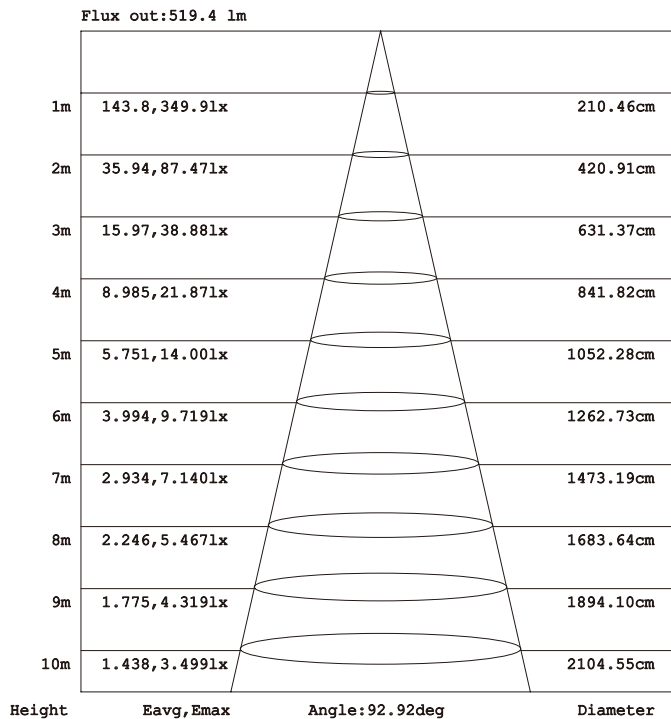 Flux out:519.4 lm
1m 143.8,349.9lx 210.46cm
2m 35.94,87.47lx 420.91cm
3m 15.97,38.88lx 631.37cm
4m 8.985,21.87lx 841.82cm
5m 5.751,14.00lx 1052.28cm
6m 3.994,9.719lx 1262.73cm
7m 2.934,7.140lx 1473.19cm
8m 2.246,5.467lx 1683.64cm
9m 1.775,4.319lx 1894.10cm
10m 1.438,3.499lx 2104.55cm
Height Eavg,Emax Angle:92.92deg Diameter